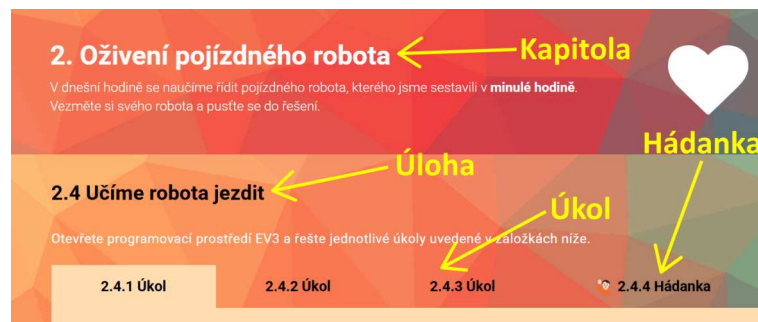 2. Oživení pojízdného robota
Kapitola
V dnešní hodině se naučíme řídit pojízdného robota, kterého jsme sestavili v minulé hodině.
Vezměte si svého robota a pusťte se do řešení.
Hádanka
Úloha
2.4 Učíme robota jezdit
Úkol
Otevřete programovací prostředí EV3 a řešte jednotlivé úkoly uvedené v záložkách níže.
2.4.1 Úkol
2.4.2 Úkol
2.4.3 Úkol
2.4.4 Hádanka